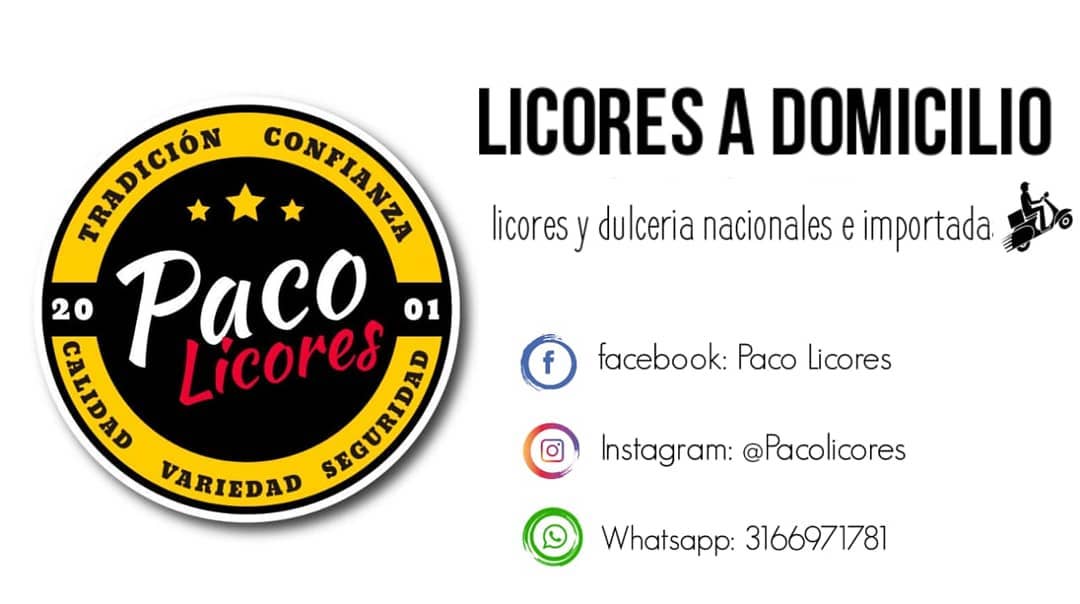 TRADICIÓN CONFIANZA
Paco
Licores
20 01
CALIDAD VARIEDAD SEGURIDAD
LICORES A DOMICILIO
licores y dulceria nacionales e importada
facebook: Paco Licores
Instagram: @Pacolicores
Whatsapp: 3166971781